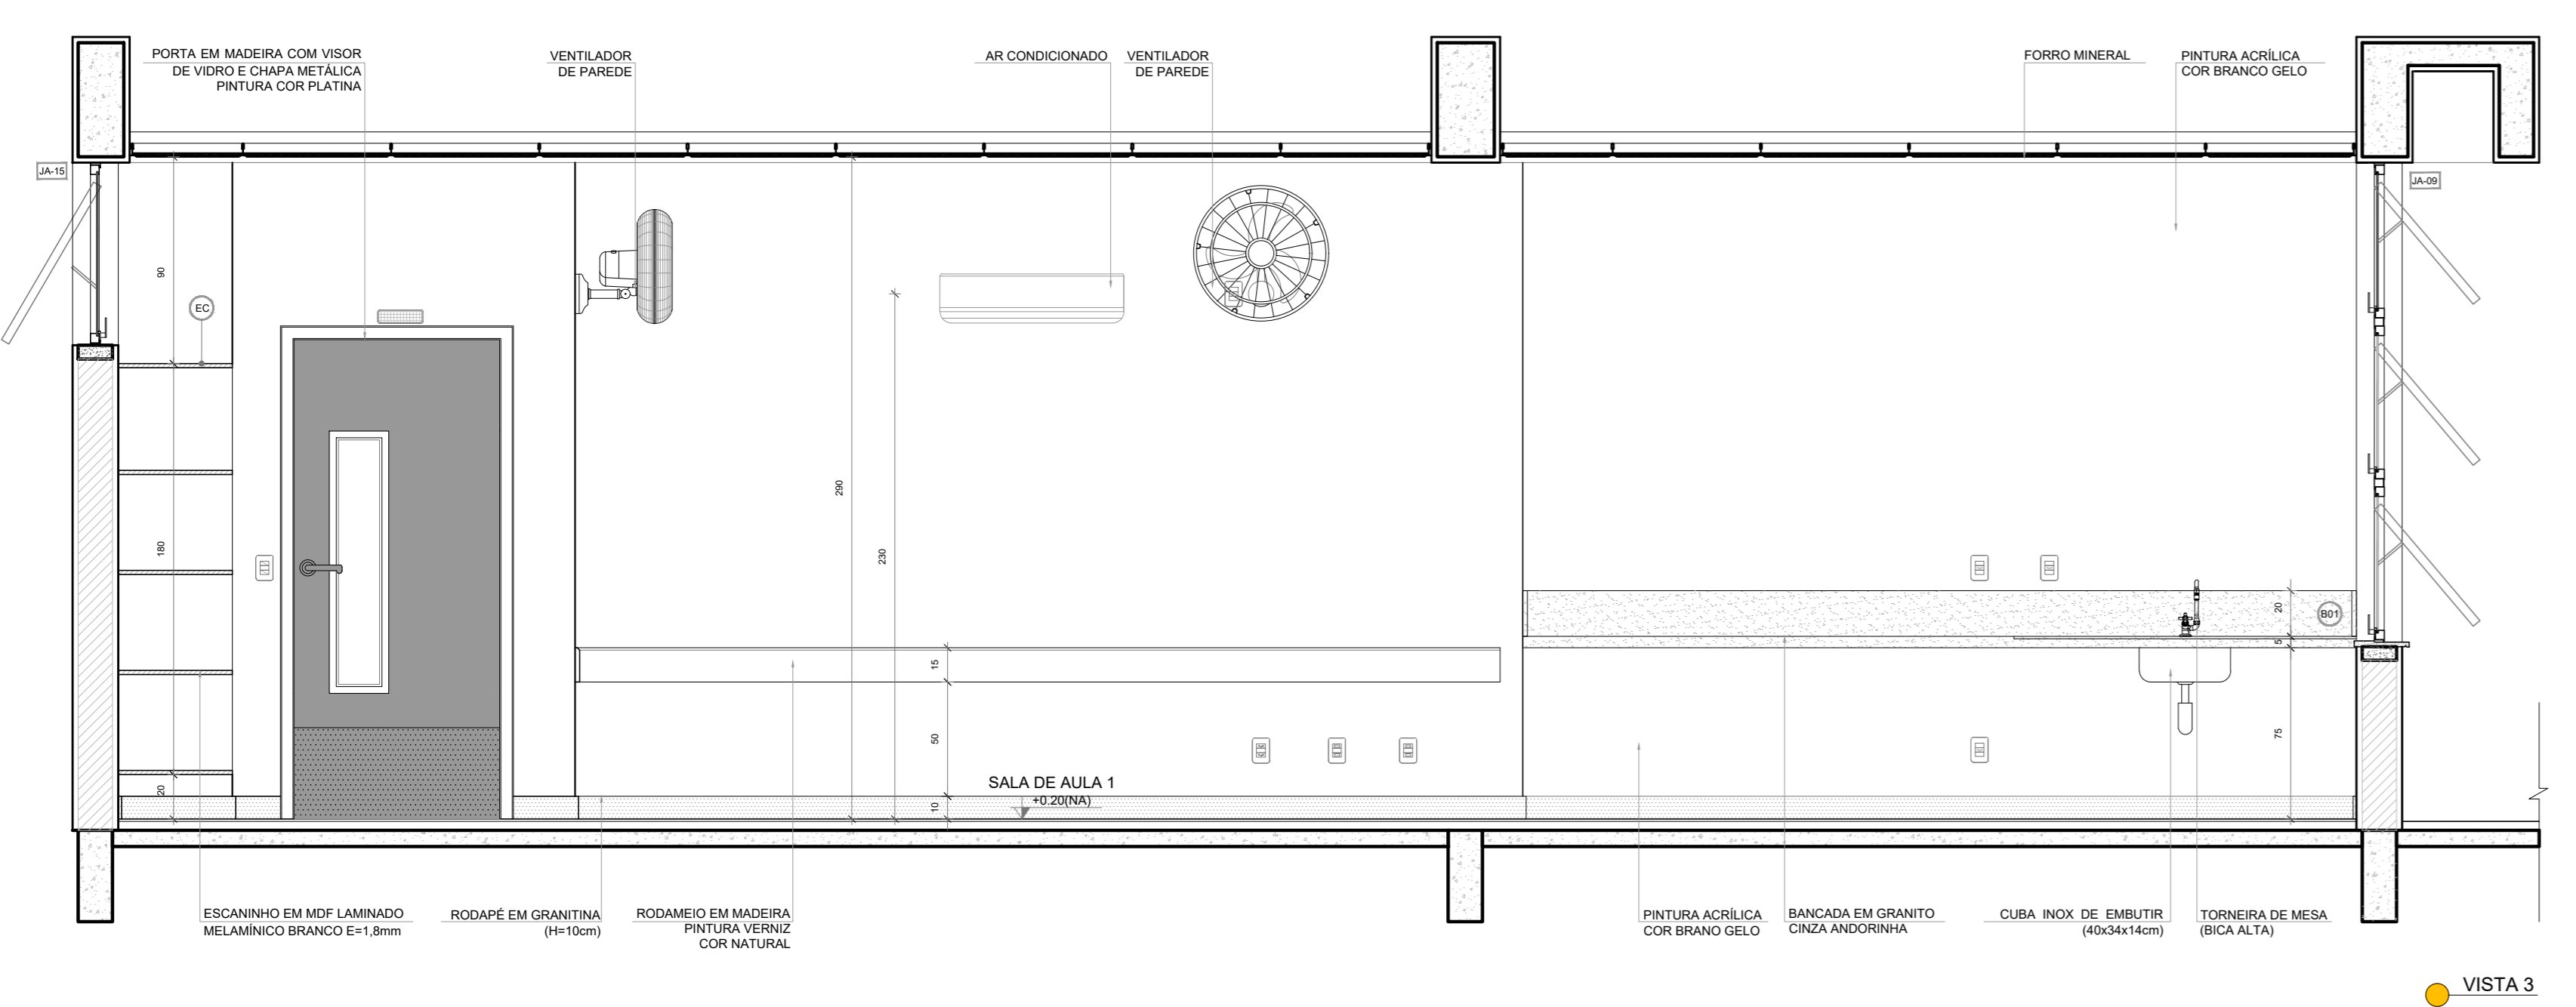 PORTA EM MADEIRA COM VISOR
DE VIDRO E CHAPA METÁLICA
PINTURA COR PLATINA
VENTILADOR
DE PAREDE
AR CONDICIONADO
VENTILADOR
DE PAREDE
FORRO MINERAL
PINTURA ACRÍLICA
COR BRANCO GELO
JA-15
JA-09
90
EC
290
180
230
20
B01
5
15
50
75
SALA DE AULA 1
+0.20(NA)
20
10
ESCANINHO EM MDF LAMINADO
MELAMÍNICO BRANCO E=1,8mm
RODAPÉ EM GRANITINA
(H=10cm)
RODAMEIO EM MADEIRA
PINTURA VERNIZ
COR NATURAL
PINTURA ACRÍLICA
COR BRANO GELO
BANCADA EM GRANITO
CINZA ANDORINHA
CUBA INOX DE EMBUTIR
(40x34x14cm)
TORNEIRA DE MESA
(BICA ALTA)
VISTA 3